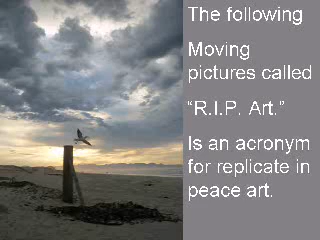 The following
Moving
pictures called
“R.I.P. Art.”
Is an acronym
for replicate in
peace art.